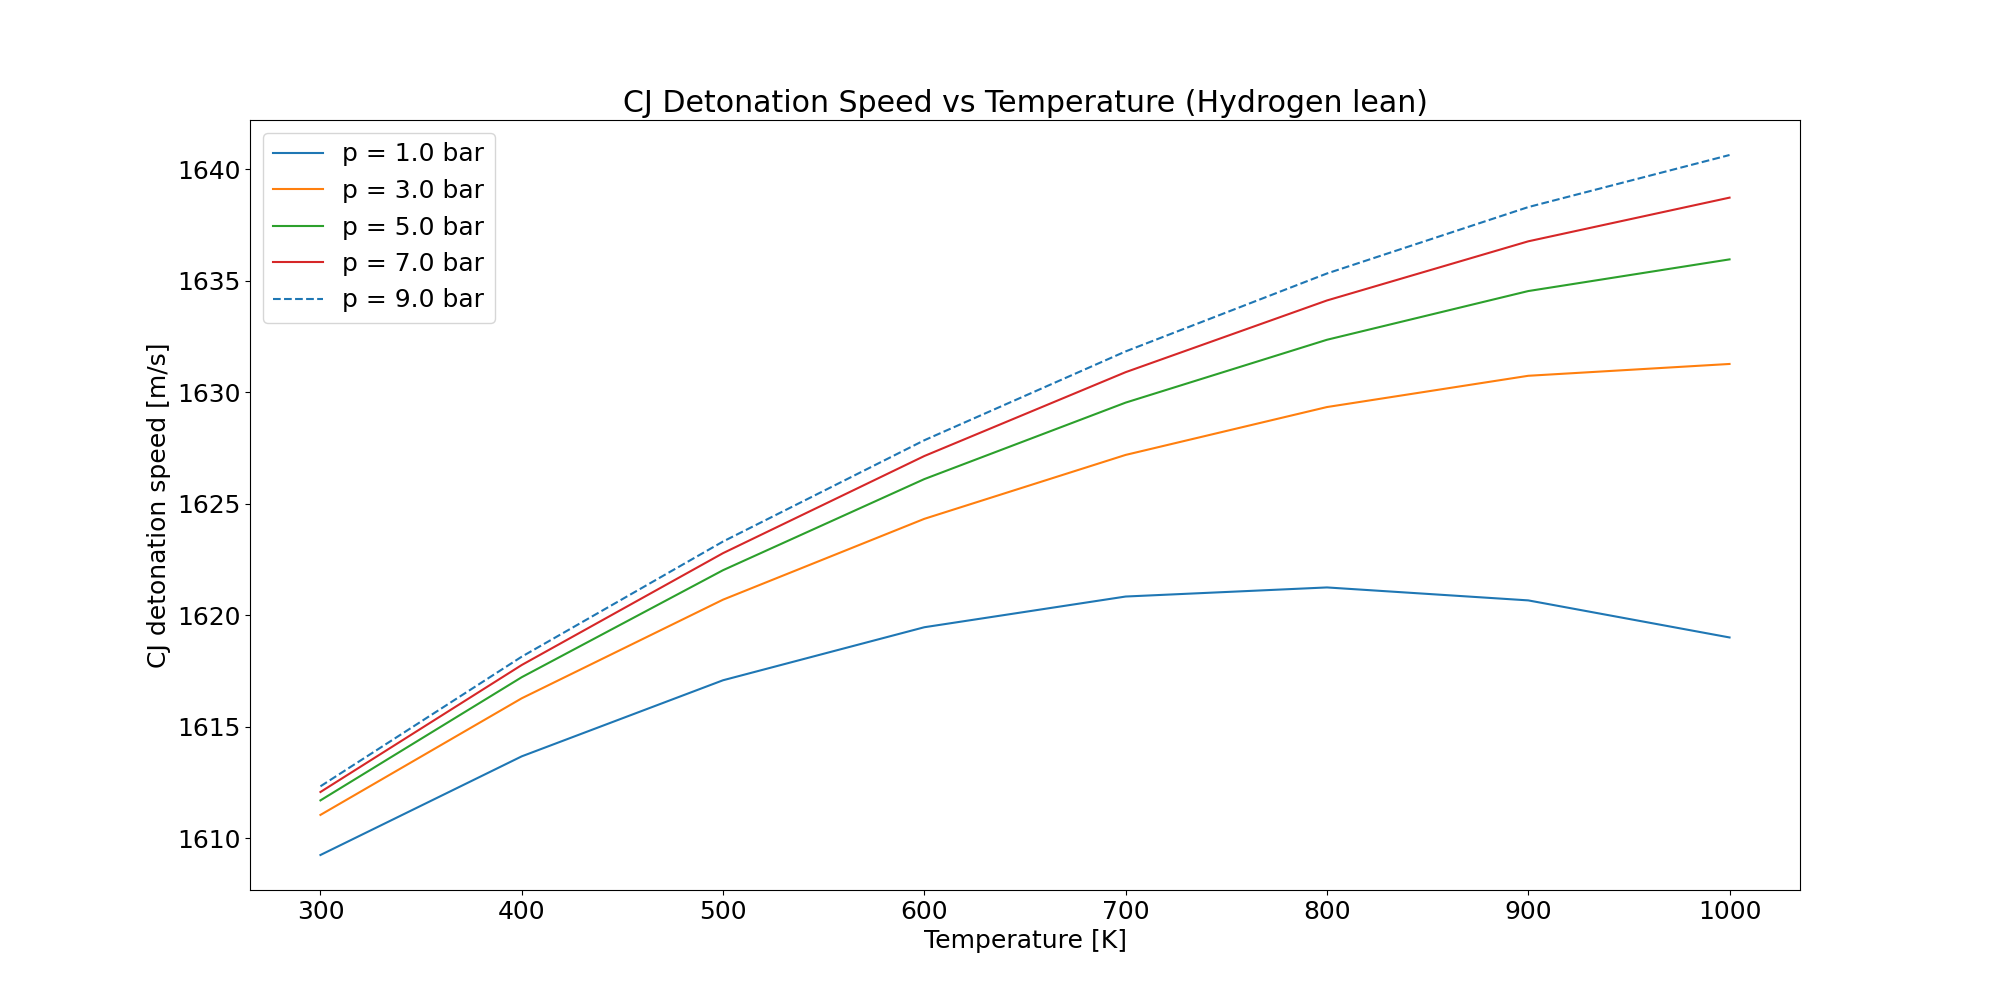 CJ Detonation Speed vs Temperature (Hydrogen lean)
p = 1.0 bar
p = 3.0 bar
p = 5.0 bar
p = 7.0 bar
p = 9.0 bar
CJ detonation speed [m/s]
1640
1635
1630
1625
1620
1615
1610
300 400 500 600 700 800 900 1000
Temperature [K]